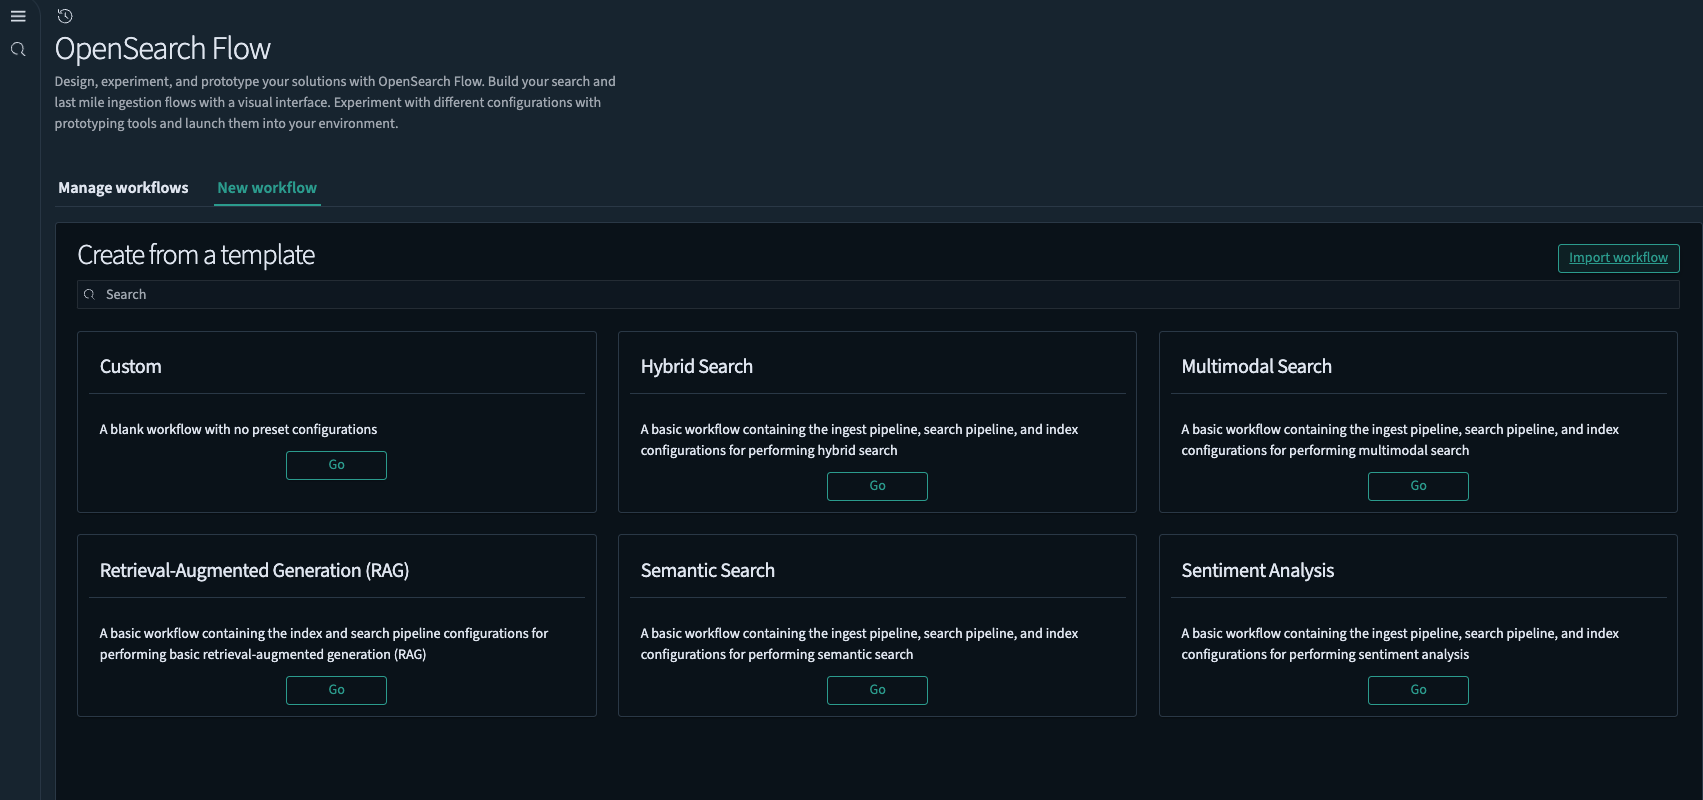 OpenSearch Flow
Design, experiment, and prototype your solutions with OpenSearch Flow. Build your search and
last mile ingestion flows with a visual interface. Experiment with different configurations with
prototyping tools and launch them into your environment.
Manage workflows
New workflow
Create from a template
Import workflow
Search
Custom
A blank workflow with no preset configurations
Go
Hybrid Search
A basic workflow containing the ingest pipeline, search pipeline, and index
configurations for performing hybrid search
Go
Multimodal Search
A basic workflow containing the ingest pipeline, search pipeline, and index
configurations for performing multimodal search
Go
Retrieval-Augmented Generation (RAG)
A basic workflow containing the index and search pipeline configurations for
performing basic retrieval-augmented generation (RAG)
Go
Semantic Search
A basic workflow containing the ingest pipeline, search pipeline, and index
configurations for performing semantic search
Go
Sentiment Analysis
A basic workflow containing the ingest pipeline, search pipeline, and index
configurations for performing sentiment analysis
Go